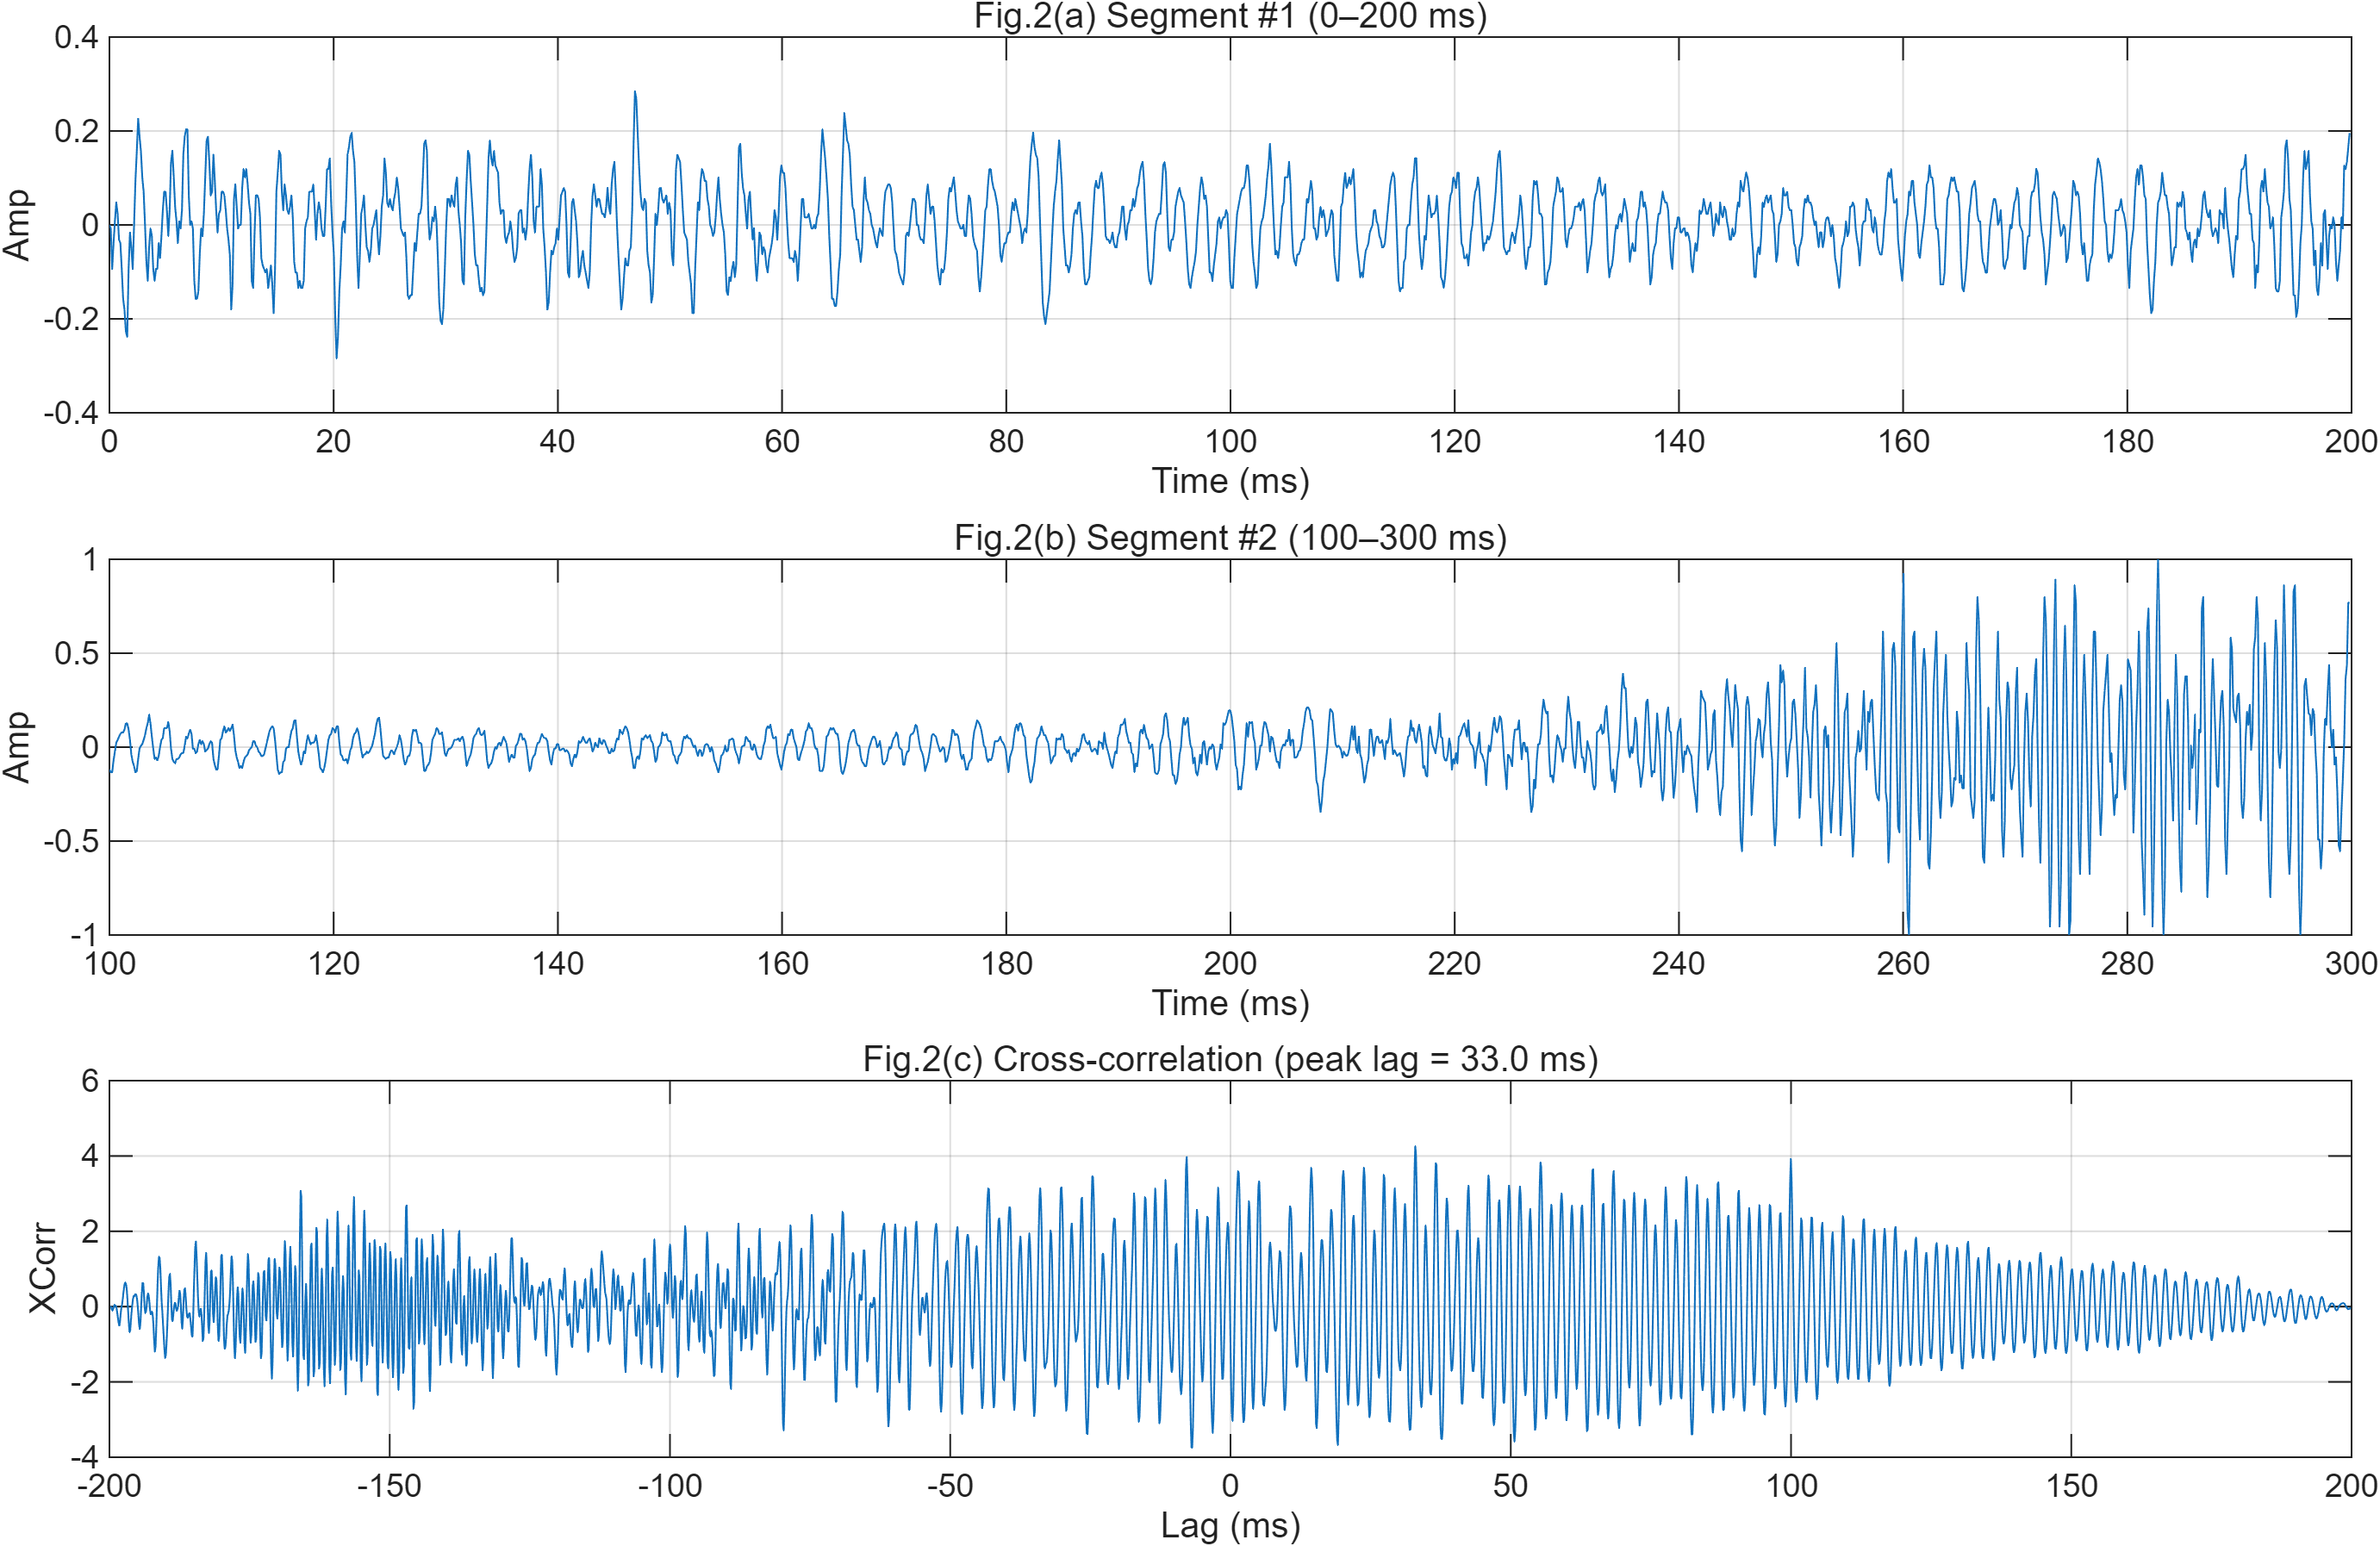 Fig.2(a) Segment #1 (0–200 ms)
0.4
0.2
0
-0.2
-0.4
Amp
0 20 40 60 80 100 120 140 160 180 200
Time (ms)
Fig.2(b) Segment #2 (100–300 ms)
1
0.5
0
-0.5
-1
Amp
100 120 140 160 180 200 220 240 260 280 300
Time (ms)
Fig.2(c) Cross-correlation (peak lag = 33.0 ms)
6
4
2
0
-2
-4
XCorr
-200 -150 -100 -50 0 50 100 150 200
Lag (ms)